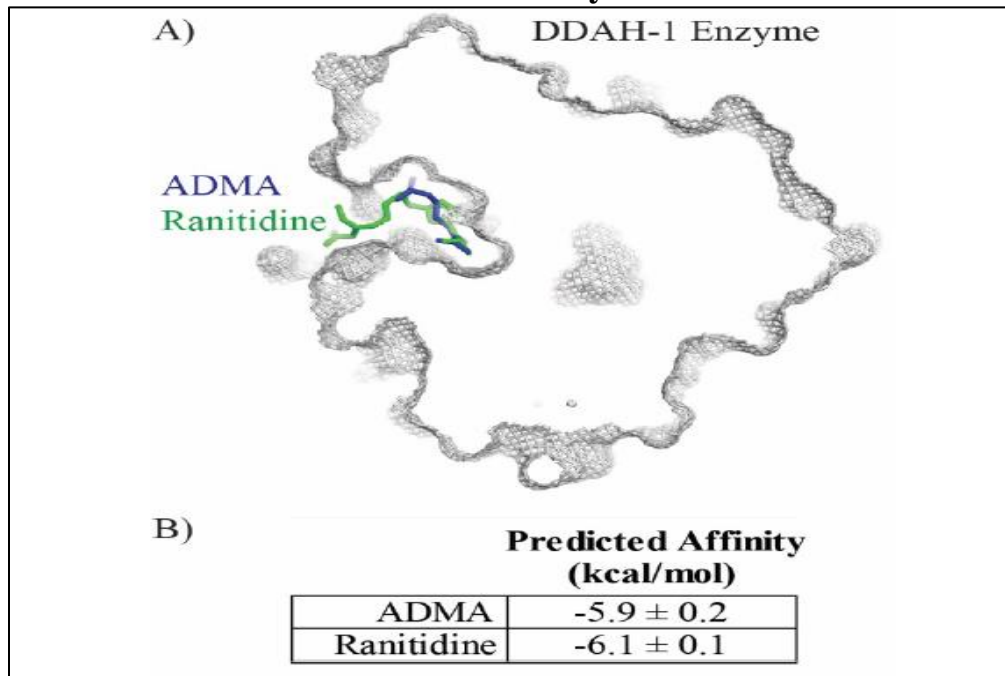 A)
DDAH-1 Enzyme
ADMA
Ranitidine
B)
Predicted Affinity
(kcal/mol)
ADMA -5.9 ± 0.2
Ranitidine -6.1 ± 0.1